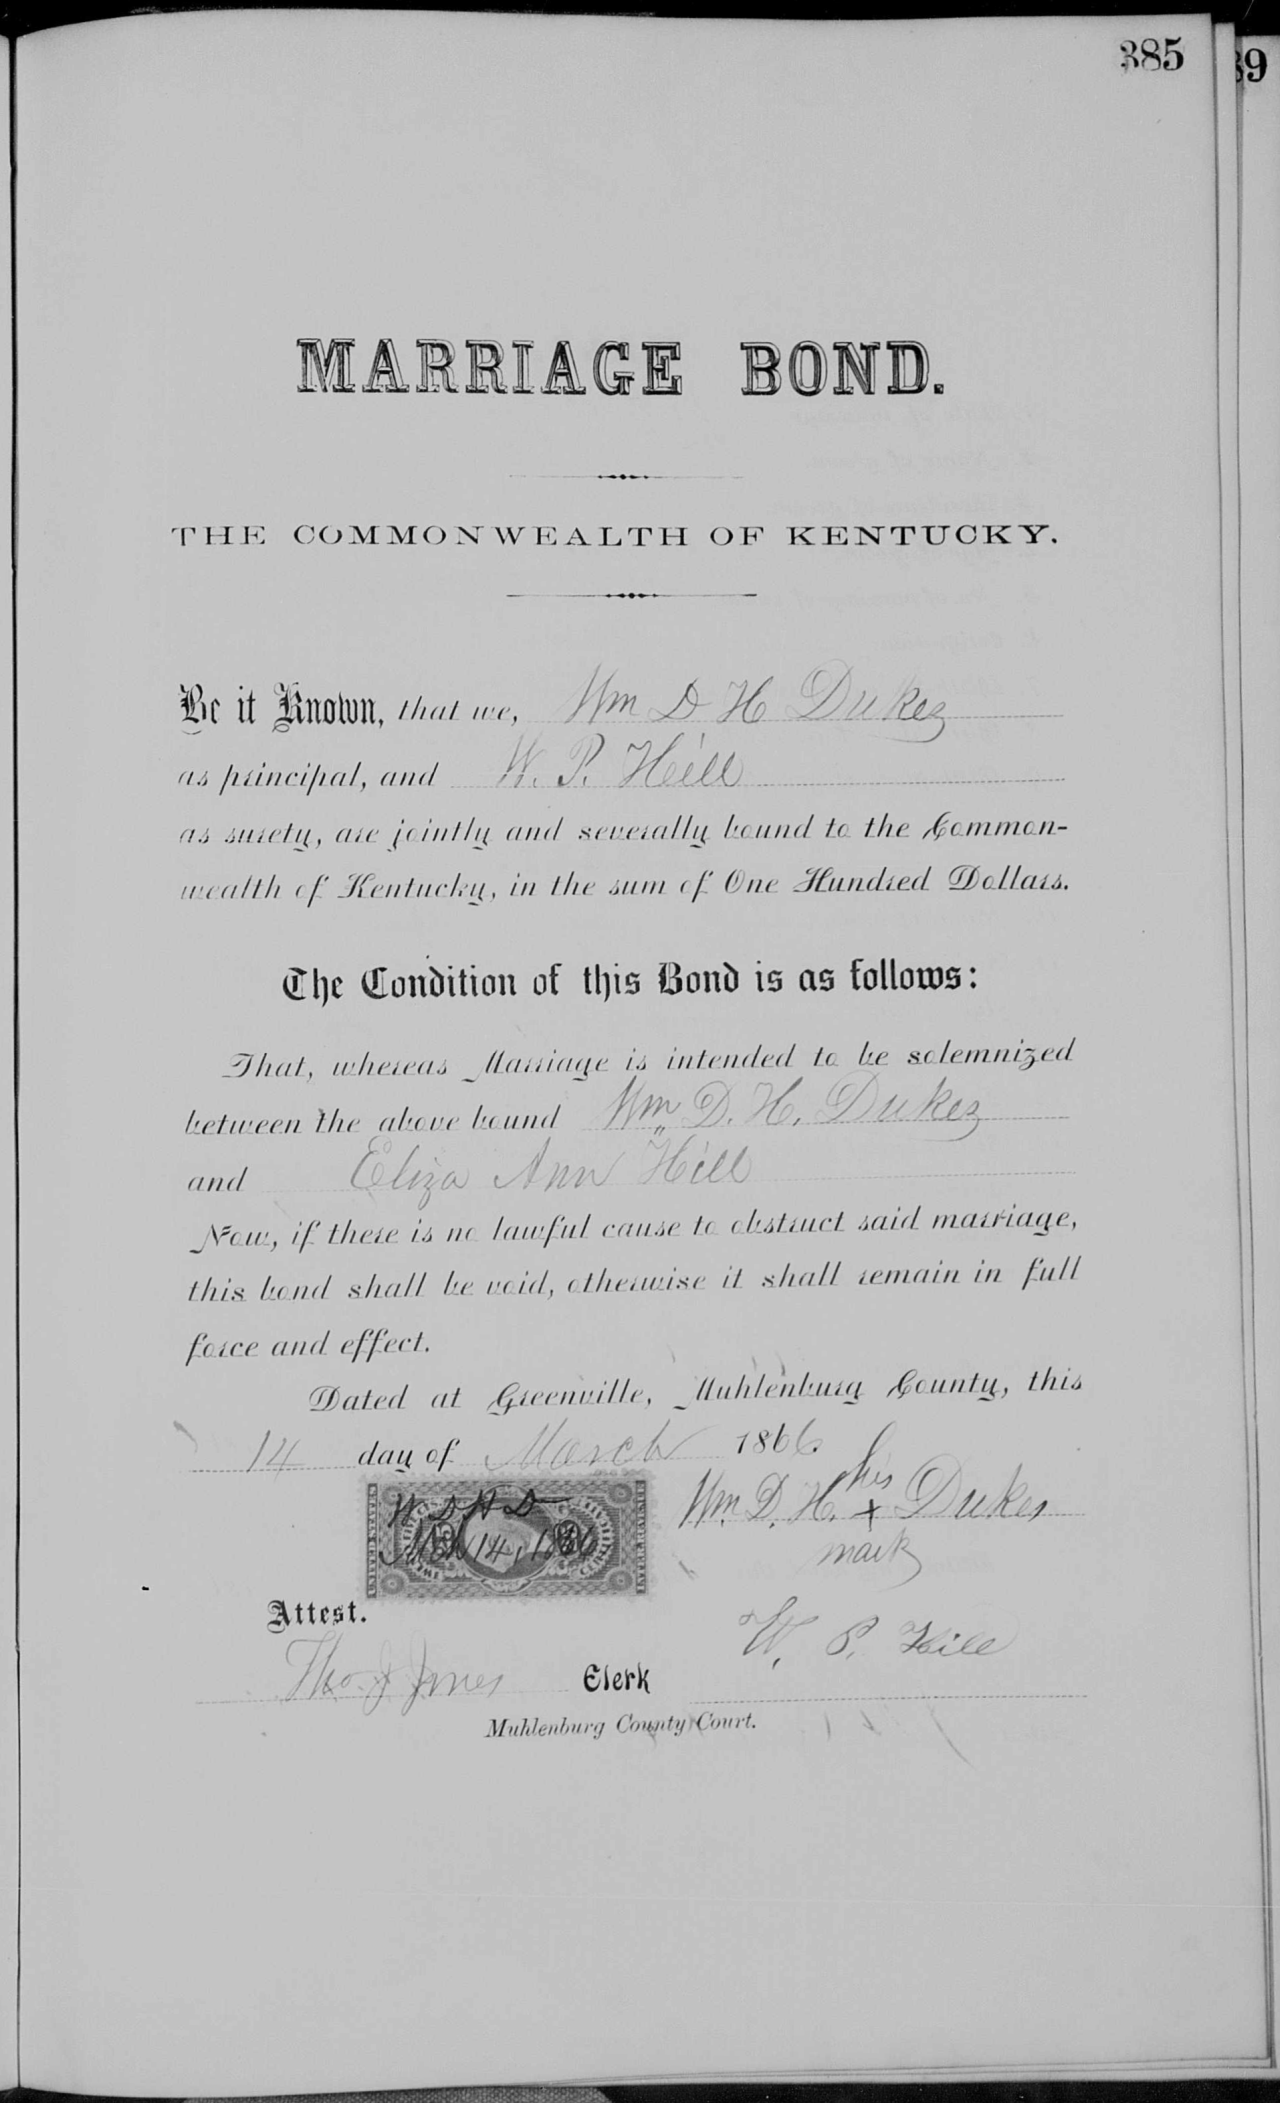 385
39
MARRIAGE BOND.
THE COMMONWEALTH OF KENTUCKY.
Be it Known, that we, Wm D H Dukes
as principal, and W. P. Hill
as surety, are jointly and severally bound to the Common-
wealth of Kentucky, in the sum of One Hundred Dollars.
The Condition of this Bond is as follows:
That, whereas Marriage is intended to be solemnized
between the above bound Wm. D. H. Dukes
and Eliza Ann Hill
Now, if there is no lawful cause to obstruct said marriage,
this bond shall be void, otherwise it shall remain in full
force and effect.
Dated at Greenville, Muhlenburg County, this
14 day of March 1866.
his
Wm. D. H. + Dukes
mark
W D H D
Mch 14, 1866
Attest.
W. P. Hill
Tho. J Jones Clerk
Muhlenburg County Court.